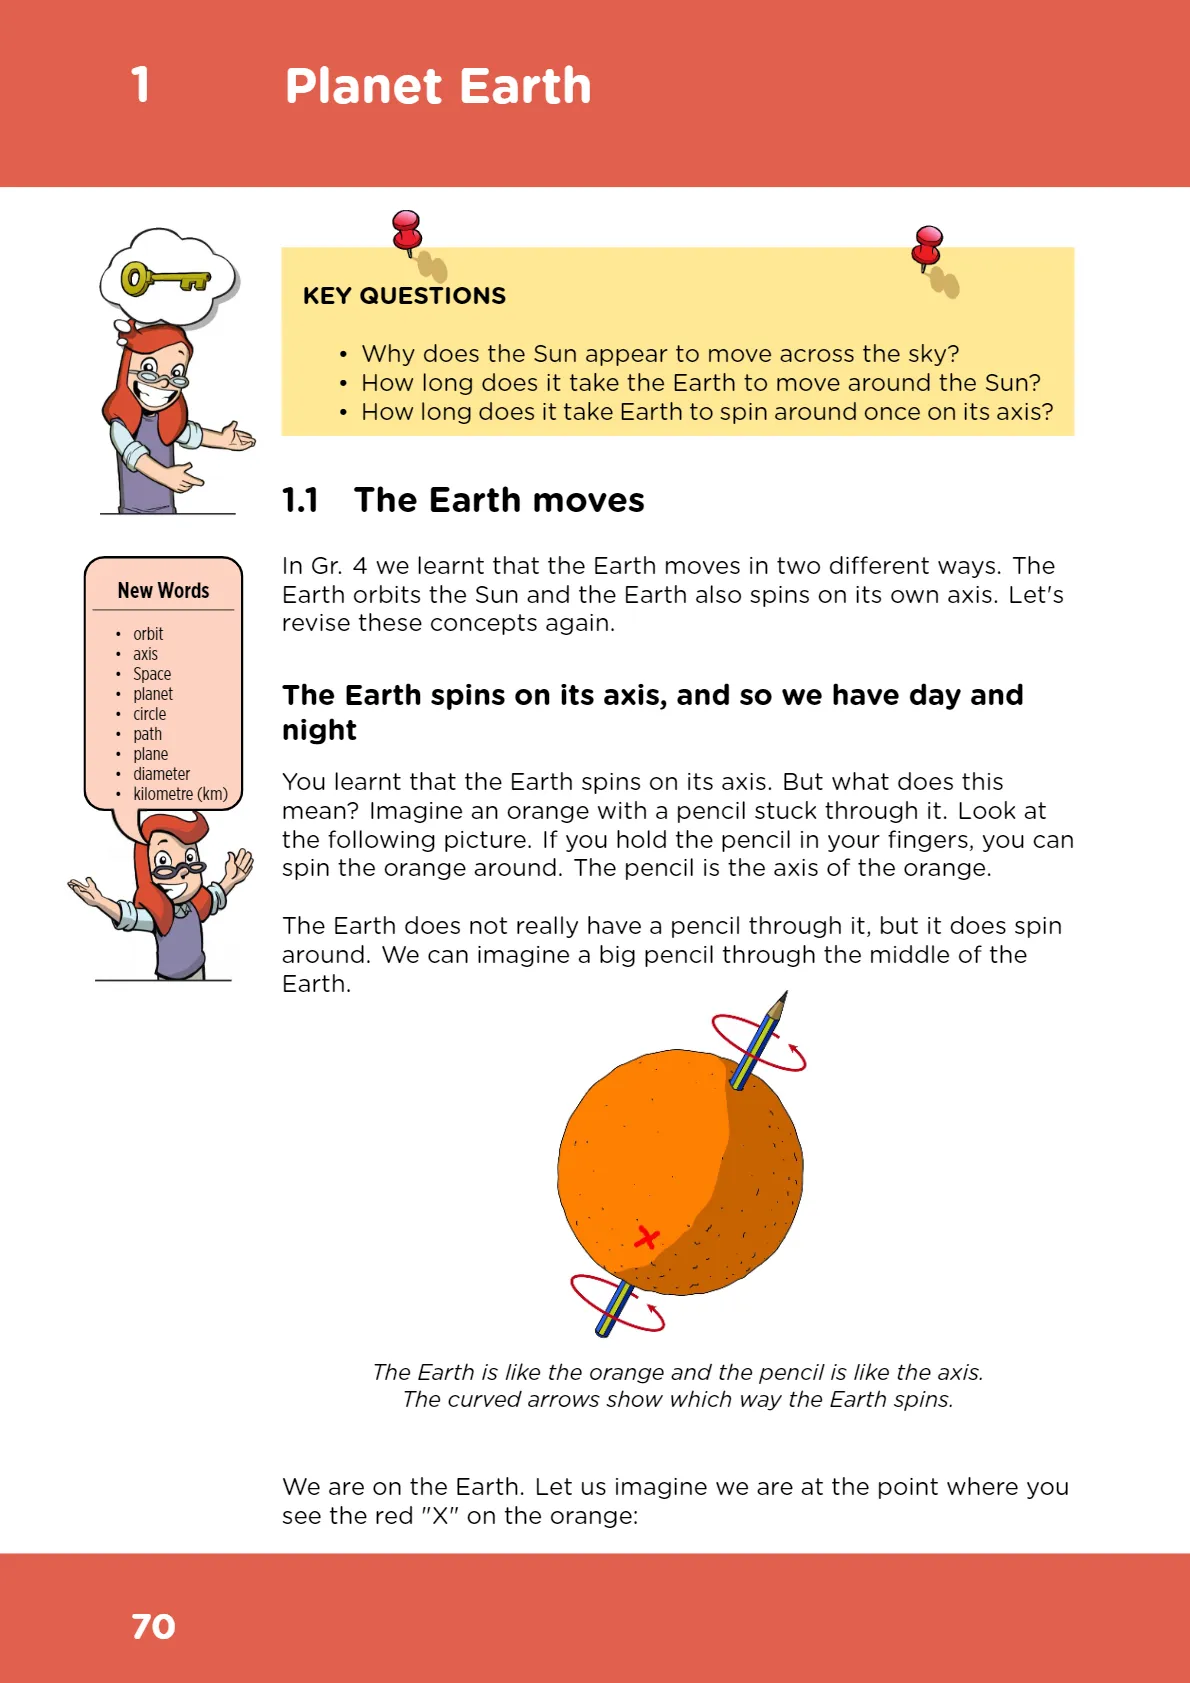 1 Planet Earth
KEY QUESTIONS
• Why does the Sun appear to move across the sky?
• How long does it take the Earth to move around the Sun?
• How long does it take Earth to spin around once on its axis?
1.1 The Earth moves
In Gr. 4 we learnt that the Earth moves in two different ways. The
Earth orbits the Sun and the Earth also spins on its own axis. Let's
revise these concepts again.
New Words
• orbit
• axis
• Space
• planet
• circle
• path
• plane
• diameter
• kilometre (km)
The Earth spins on its axis, and so we have day and
night
You learnt that the Earth spins on its axis. But what does this
mean? Imagine an orange with a pencil stuck through it. Look at
the following picture. If you hold the pencil in your fingers, you can
spin the orange around. The pencil is the axis of the orange.
The Earth does not really have a pencil through it, but it does spin
around. We can imagine a big pencil through the middle of the
Earth.
The Earth is like the orange and the pencil is like the axis.
The curved arrows show which way the Earth spins.
We are on the Earth. Let us imagine we are at the point where you
see the red "X" on the orange:
70